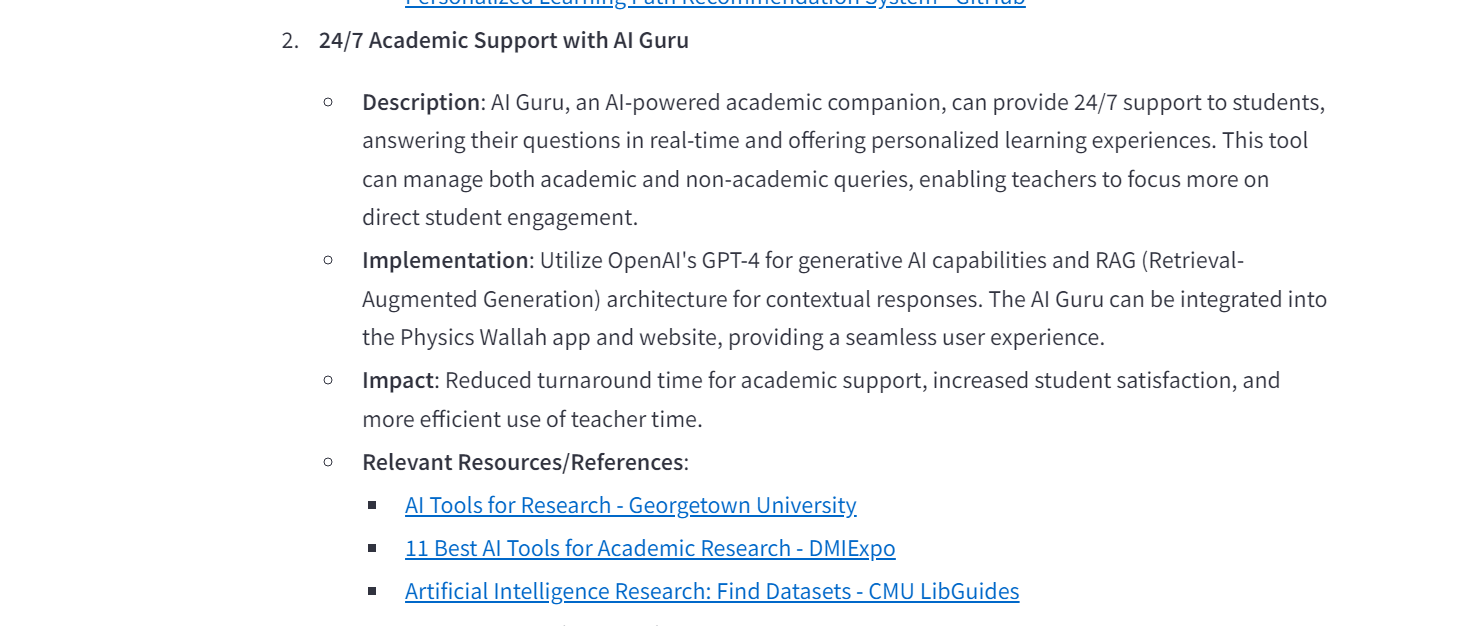 Personalized Learning Path Recommendation System - GitHub
2. 24/7 Academic Support with AI Guru
Description: AI Guru, an AI-powered academic companion, can provide 24/7 support to students,
answering their questions in real-time and offering personalized learning experiences. This tool
can manage both academic and non-academic queries, enabling teachers to focus more on
direct student engagement.
Implementation: Utilize OpenAI's GPT-4 for generative AI capabilities and RAG (Retrieval-
Augmented Generation) architecture for contextual responses. The AI Guru can be integrated into
the Physics Wallah app and website, providing a seamless user experience.
Impact: Reduced turnaround time for academic support, increased student satisfaction, and
more efficient use of teacher time.
Relevant Resources/References:
AI Tools for Research - Georgetown University
11 Best AI Tools for Academic Research - DMIExpo
Artificial Intelligence Research: Find Datasets - CMU LibGuides